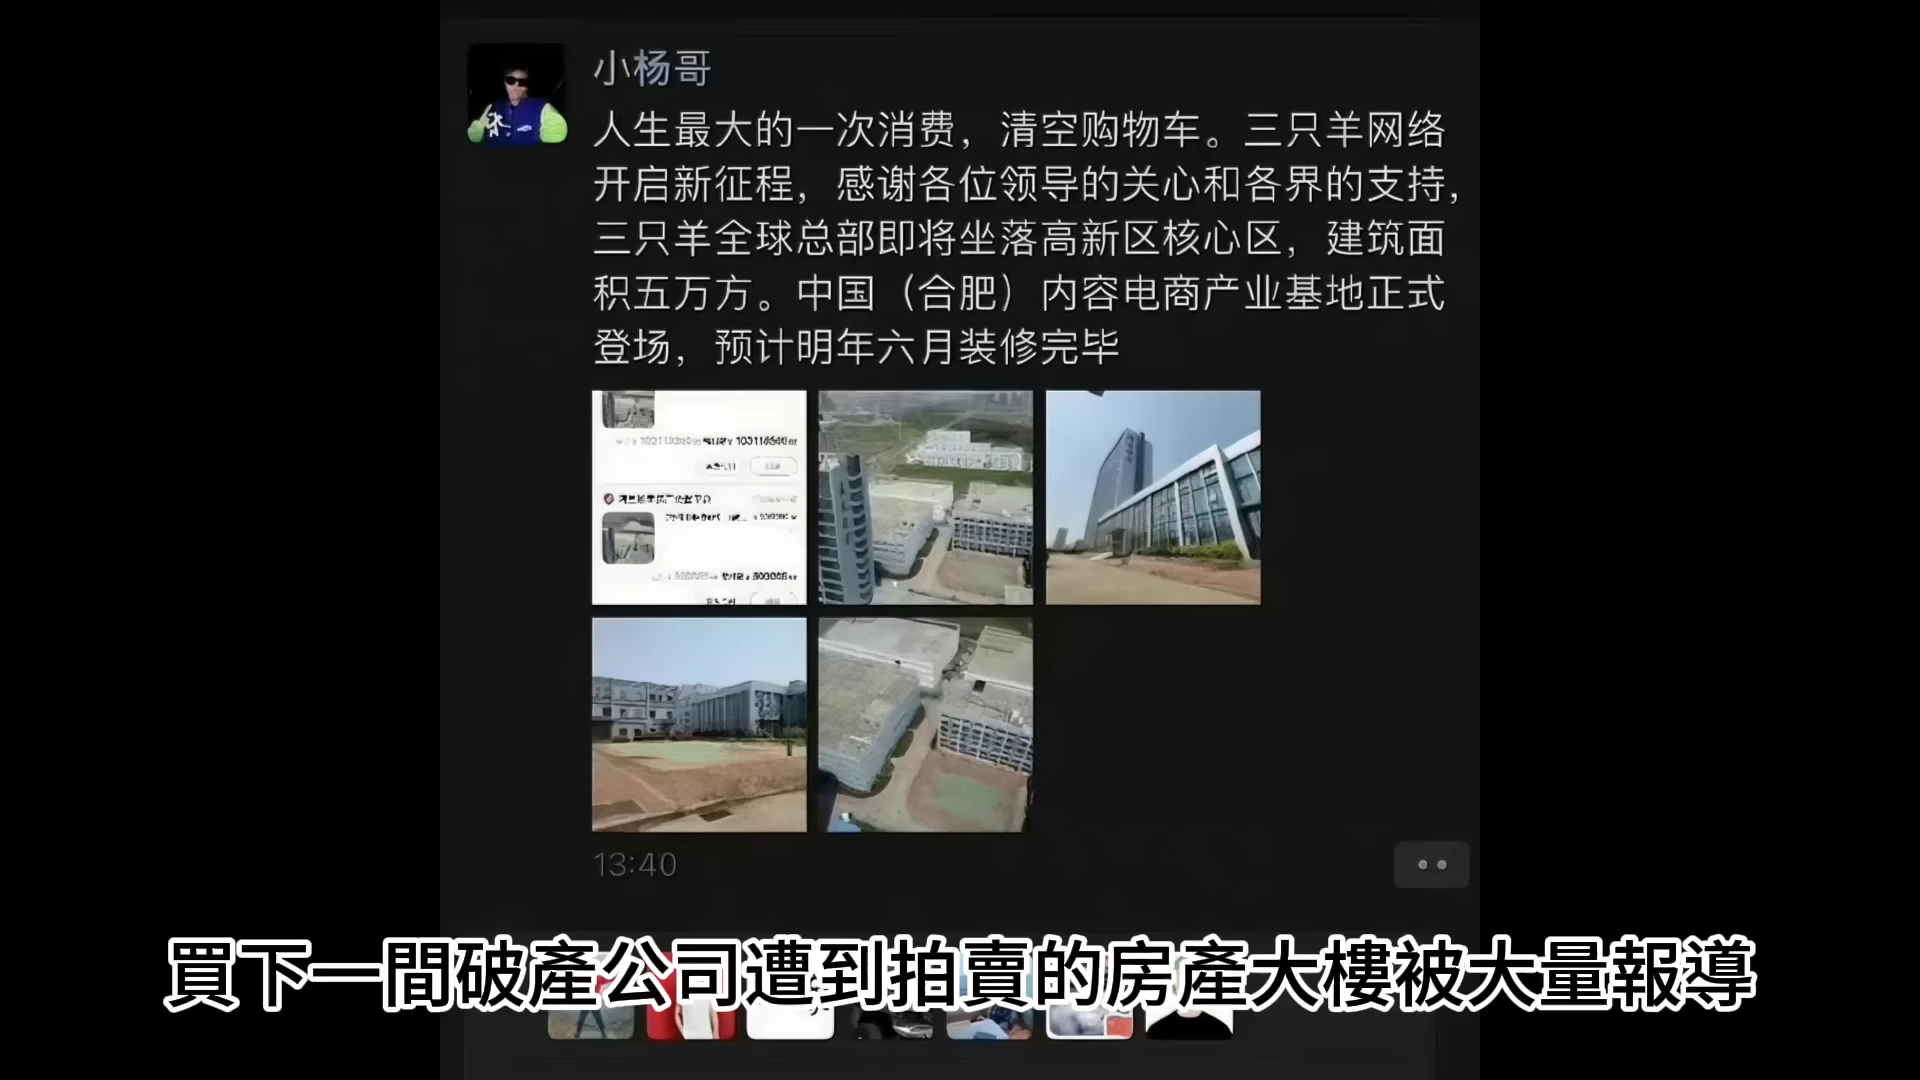 小杨哥
人生最大的一次消费，清空购物车。三只羊网络
开启新征程，感谢各位领导的关心和各界的支持，
三只羊全球总部即将坐落高新区核心区，建筑面
积五万方。中国（合肥）内容电商产业基地正式
登场，预计明年六月装修完毕
13:40
買下一間破產公司遭到拍賣的房產大樓被大量報導